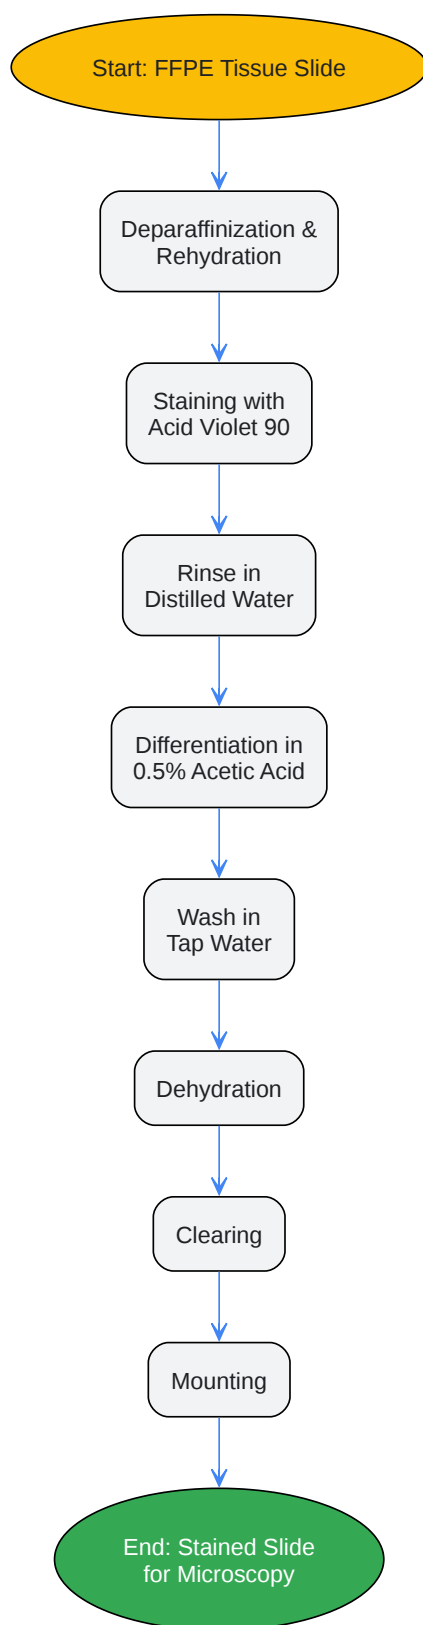 Start: FFPE Tissue Slide
Deparaffinization &
Rehydration
Staining with
Acid Violet 90
Rinse in
Distilled Water
Differentiation in
0.5% Acetic Acid
Wash in
Tap Water
Dehydration
Clearing
Mounting
End: Stained Slide
for Microscopy